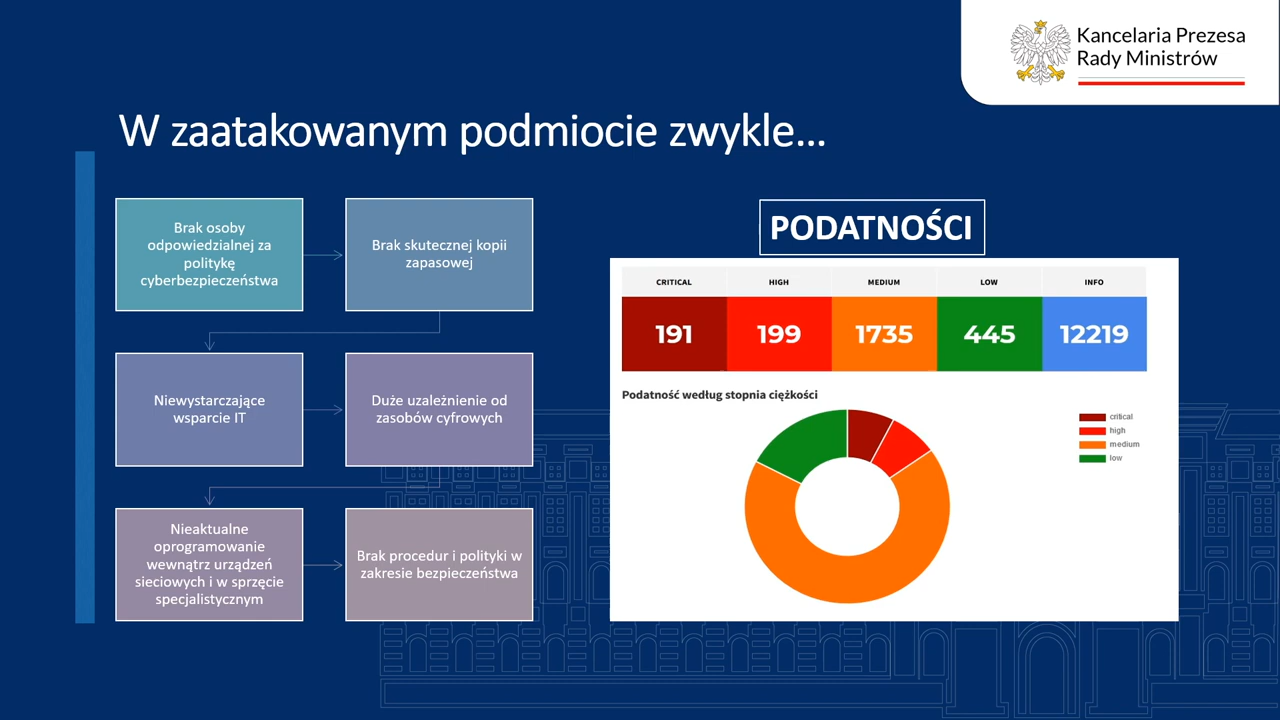 Kancelaria Prezesa
Rady Ministrów
W zaatakowanym podmiocie zwykle...
Brak osoby
odpowiedzialnej za
politykę
cyberbezpieczeństwa
Brak skutecznej kopii
zapasowej
Niewystarczające
wsparcie IT
Duże uzależnienie od
zasobów cyfrowych
Nieaktualne
oprogramowanie
wewnątrz urządzeń
sieciowych i w sprzęcie
specjalistycznym
Brak procedur i polityki w
zakresie bezpieczeństwa
PODATNOŚCI
CRITICAL HIGH MEDIUM LOW INFO
191 199 1735 445 12219
Podatność według stopnia ciężkości
critical
high
medium
low